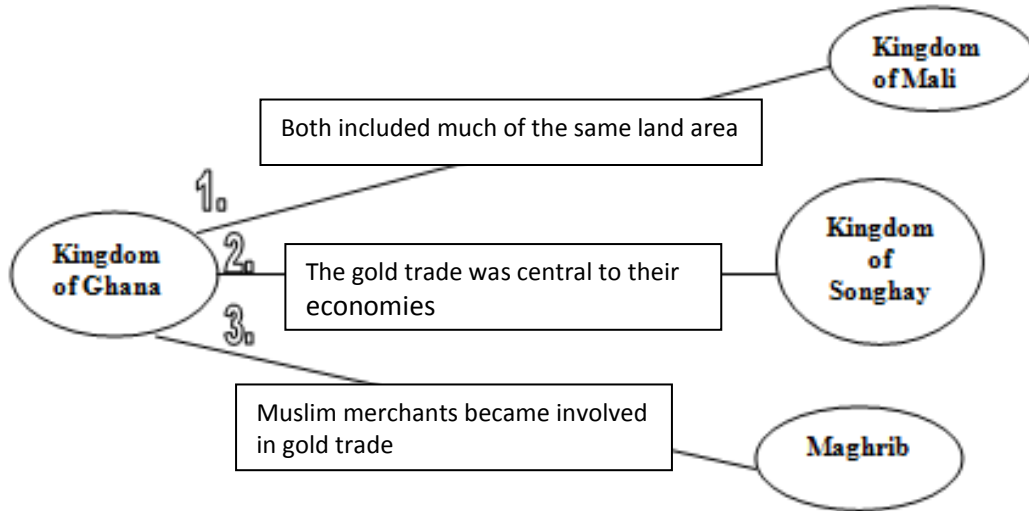 Kingdom
of Mali
Both included much of the same land area
1.
Kingdom
of Ghana
2.
The gold trade was central to their
economies
Kingdom
of
Songhay
3.
Muslim merchants became involved
in gold trade
Maghrib